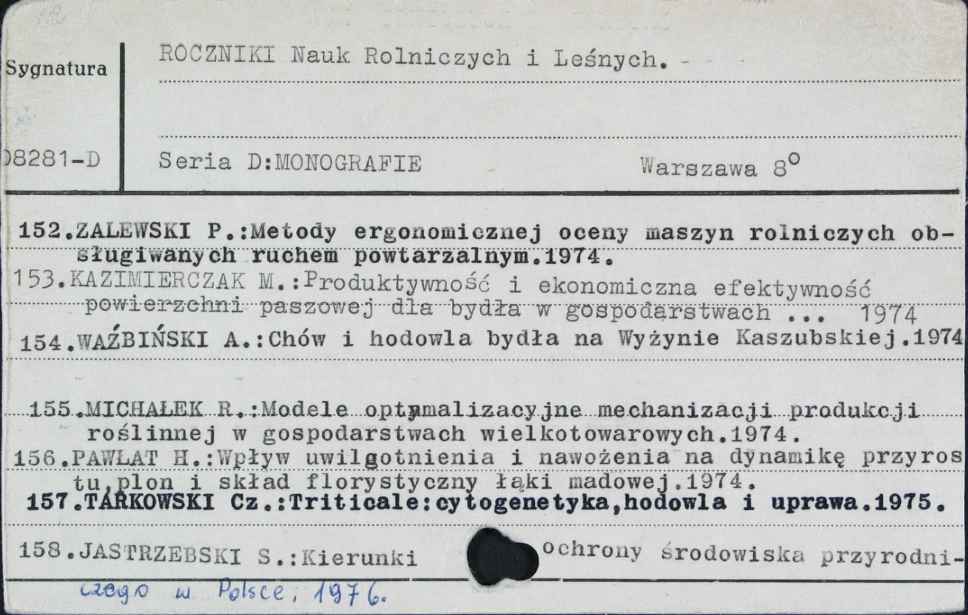 ROCZNIKI Nauk Rolniczych i Leśnych. -
Sygnatura
08281-D
Seria D:MONOGRAFIE Warszawa 8º
152.ZALEWSKI P.:Metody ergonomicznej oceny maszyn rolniczych ob-
sługiwanych ruchem powtarzalnym.1974.
153.KAZIMIERCZAK M.:Produktywność i ekonomiczna efektywność
powierzchni paszowej dla bydła w gospodarstwach ... 1974
154.WAŹBIŃSKI A.:Chów i hodowla bydła na Wyżynie Kaszubskiej.1974
155.MICHAŁEK R.:Modele optymalizacyjne mechanizacji produkcji
roślinnej w gospodarstwach wielkotowarowych.1974.
156.PAWLAT H.:Wpływ uwilgotnienia i nawożenia na dynamikę przyros
tu,plon i skład florystyczny łąki madowej.1974.
157.TARKOWSKI Cz.:Triticale:cytogenetyka,hodowla i uprawa.1975.
158.JASTRZEBSKI S.:Kierunki ochrony środowiska przyrodni-
czego w Polsce, 1976.